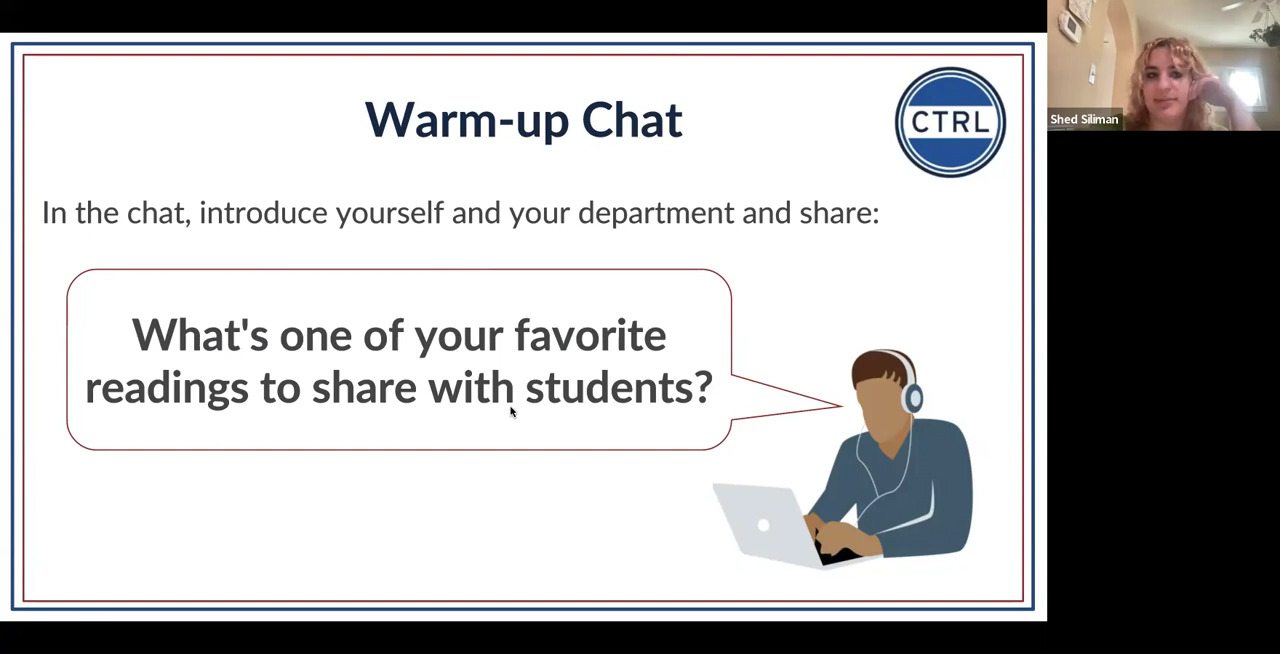 Warm-up Chat
CTRL
In the chat, introduce yourself and your department and share:
What's one of your favorite
readings to share with students?
Shed Siliman